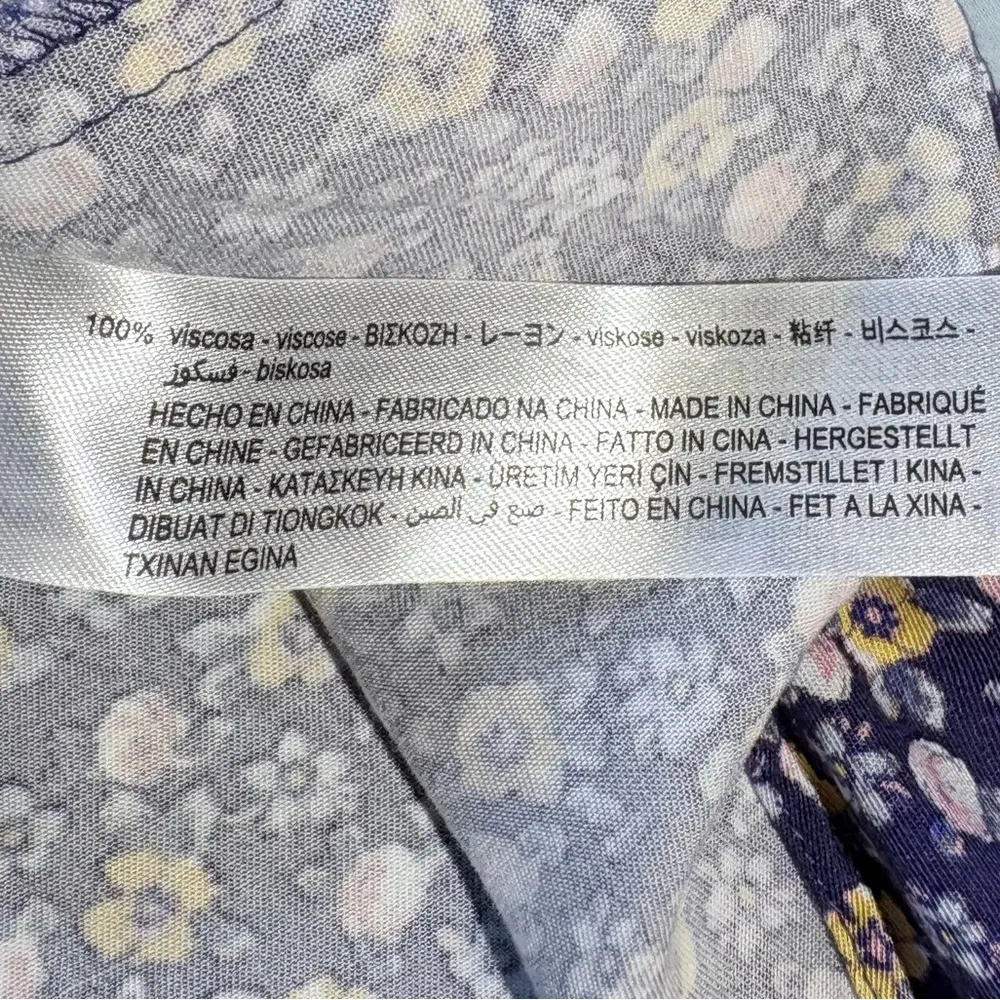 100% viscosa - viscose - ΒΙΣΚΟΖΗ - レーヨン - viskose - viskoza - 粘纤 - 비스코스 -
فسكوز - biskosa
HECHO EN CHINA - FABRICADO NA CHINA - MADE IN CHINA - FABRIQUÉ
EN CHINE - GEFABRICEERD IN CHINA - FATTO IN CINA - HERGESTELLT
IN CHINA - ΚΑΤΑΣΚΕΥΗ ΚΙΝΑ - ÜRETİM YERİ ÇİN - FREMSTILLET I KINA -
DIBUAT DI TIONGKOK - صنع في الصين - FEITO EN CHINA - FET A LA XINA -
TXINAN EGINA